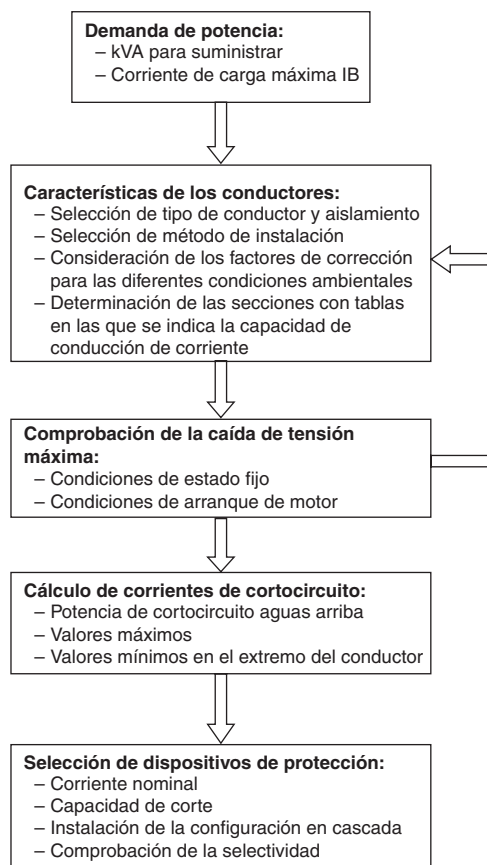 Demanda de potencia:
– kVA para suministrar
– Corriente de carga máxima IB
Características de los conductores:
– Selección de tipo de conductor y aislamiento
– Selección de método de instalación
– Consideración de los factores de corrección
para las diferentes condiciones ambientales
– Determinación de las secciones con tablas
en las que se indica la capacidad de
conducción de corriente
Comprobación de la caída de tensión
máxima:
– Condiciones de estado fijo
– Condiciones de arranque de motor
Cálculo de corrientes de cortocircuito:
– Potencia de cortocircuito aguas arriba
– Valores máximos
– Valores mínimos en el extremo del conductor
Selección de dispositivos de protección:
– Corriente nominal
– Capacidad de corte
– Instalación de la configuración en cascada
– Comprobación de la selectividad